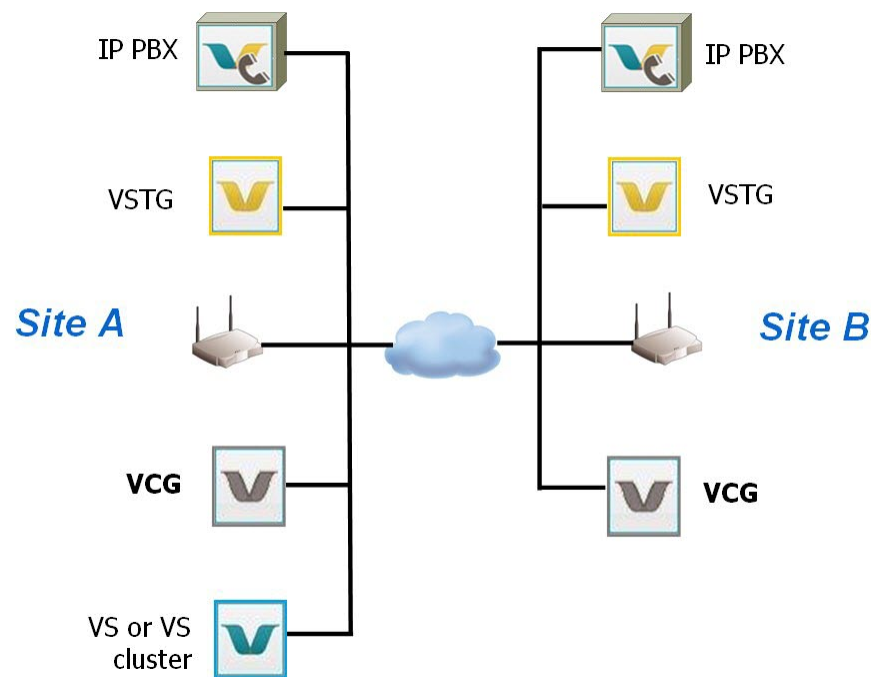 IP PBX
IP PBX
VSTG
VSTG
Site A
Site B
VCG
VCG
VS or VS
cluster